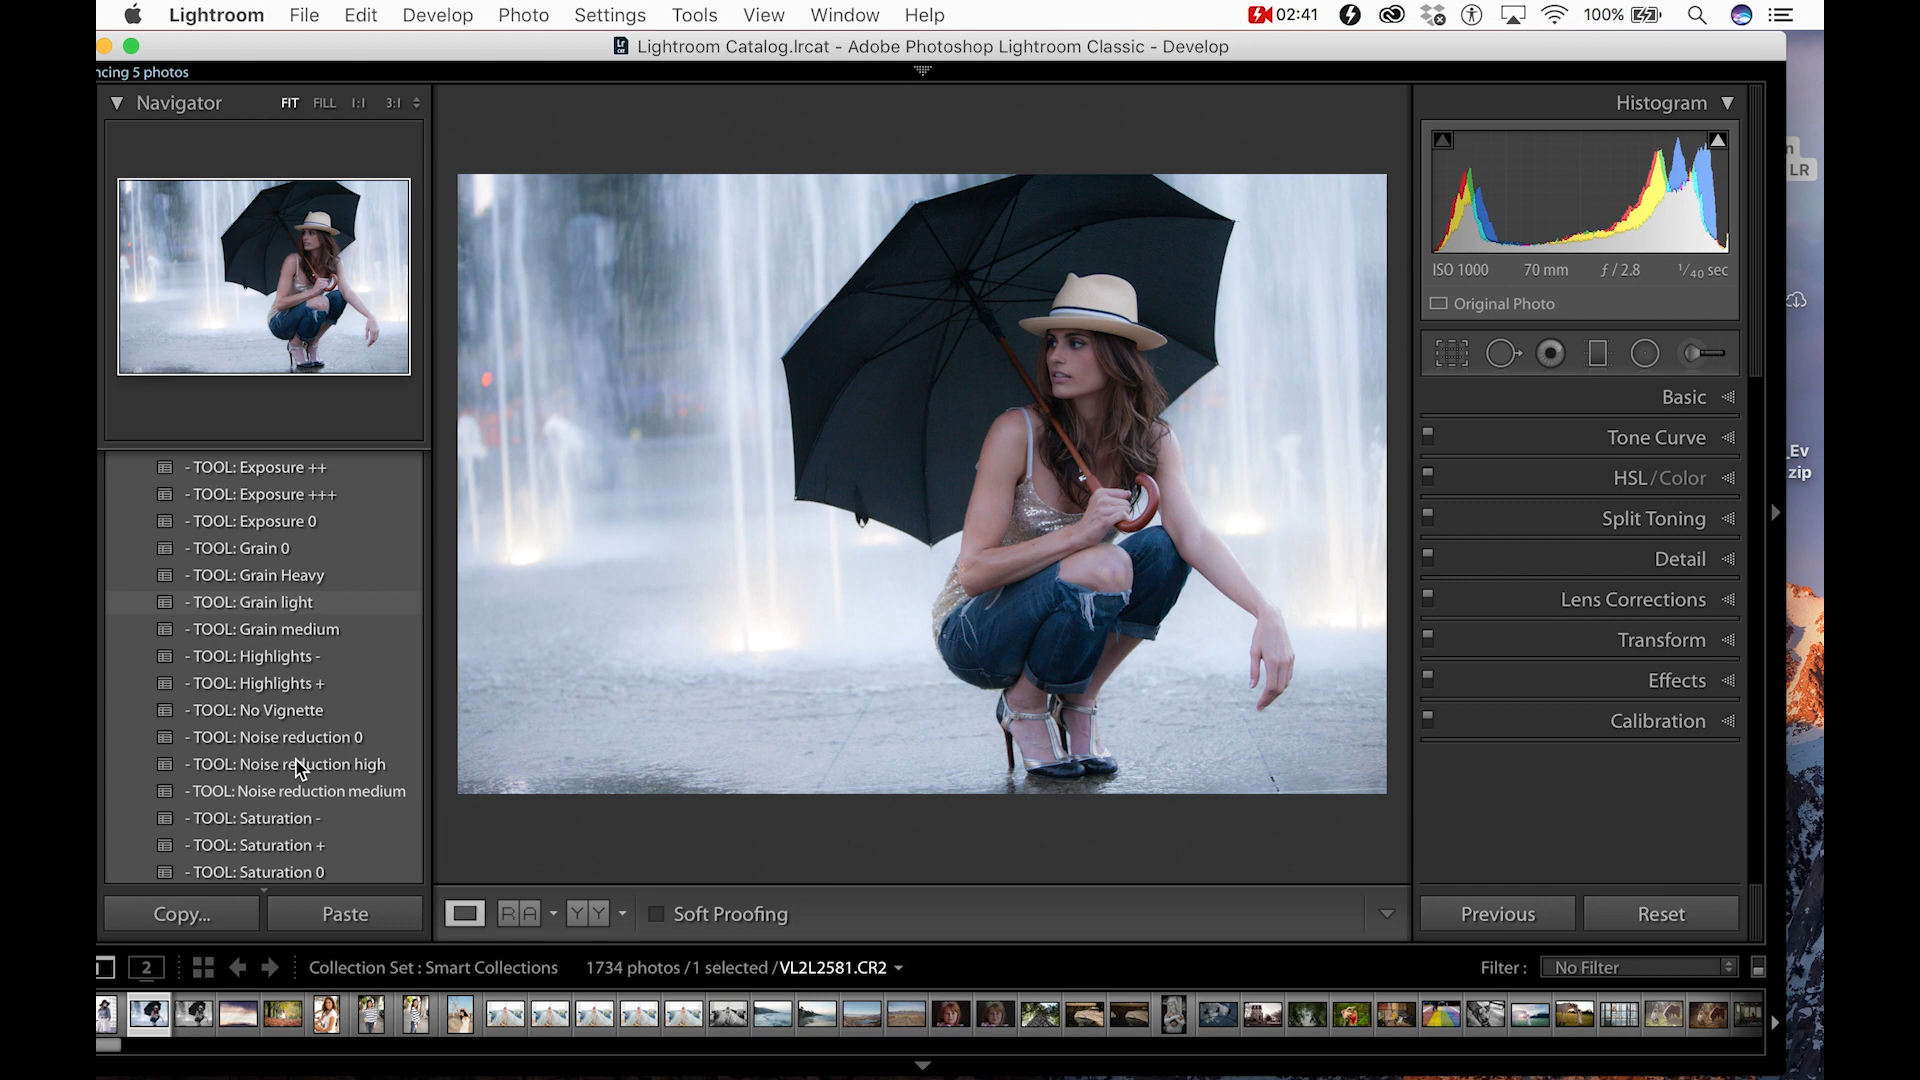 Lightroom File Edit Develop Photo Settings Tools View Window Help 02:41 100%
Lightroom Catalog.lrcat - Adobe Photoshop Lightroom Classic - Develop
ncing 5 photos
Navigator FIT FILL 1:1 3:1
Histogram
ISO 1000 70 mm ƒ / 2.8 1/40 sec
Original Photo
Basic
Tone Curve
HSL / Color
Split Toning
Detail
Lens Corrections
Transform
Effects
Calibration
- TOOL: Exposure ++
- TOOL: Exposure +++
- TOOL: Exposure 0
- TOOL: Grain 0
- TOOL: Grain Heavy
- TOOL: Grain light
- TOOL: Grain medium
- TOOL: Highlights -
- TOOL: Highlights +
- TOOL: No Vignette
- TOOL: Noise reduction 0
- TOOL: Noise reduction high
- TOOL: Noise reduction medium
- TOOL: Saturation -
- TOOL: Saturation +
- TOOL: Saturation 0
Copy... Paste
R A Y Y Soft Proofing
Previous Reset
2 Collection Set : Smart Collections 1734 photos / 1 selected / VL2L2581.CR2
Filter : No Filter
n
LR
_Ev
zip